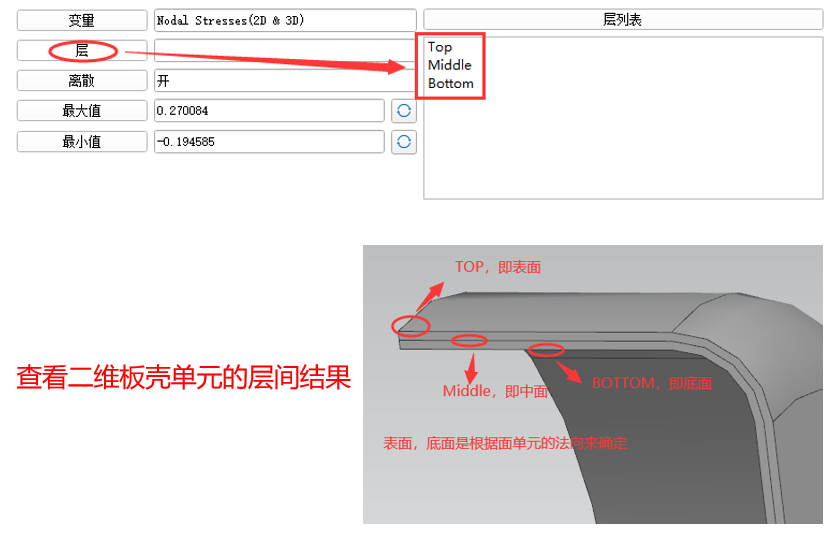 变量 Nodal Stresses(2D & 3D) 层列表
层
Top
Middle
Bottom
离散 开
最大值 0.270084
最小值 -0.194585
TOP，即表面
查看二维板壳单元的层间结果
Middle，即中面
BOTTOM，即底面
表面，底面是根据面单元的法向来确定